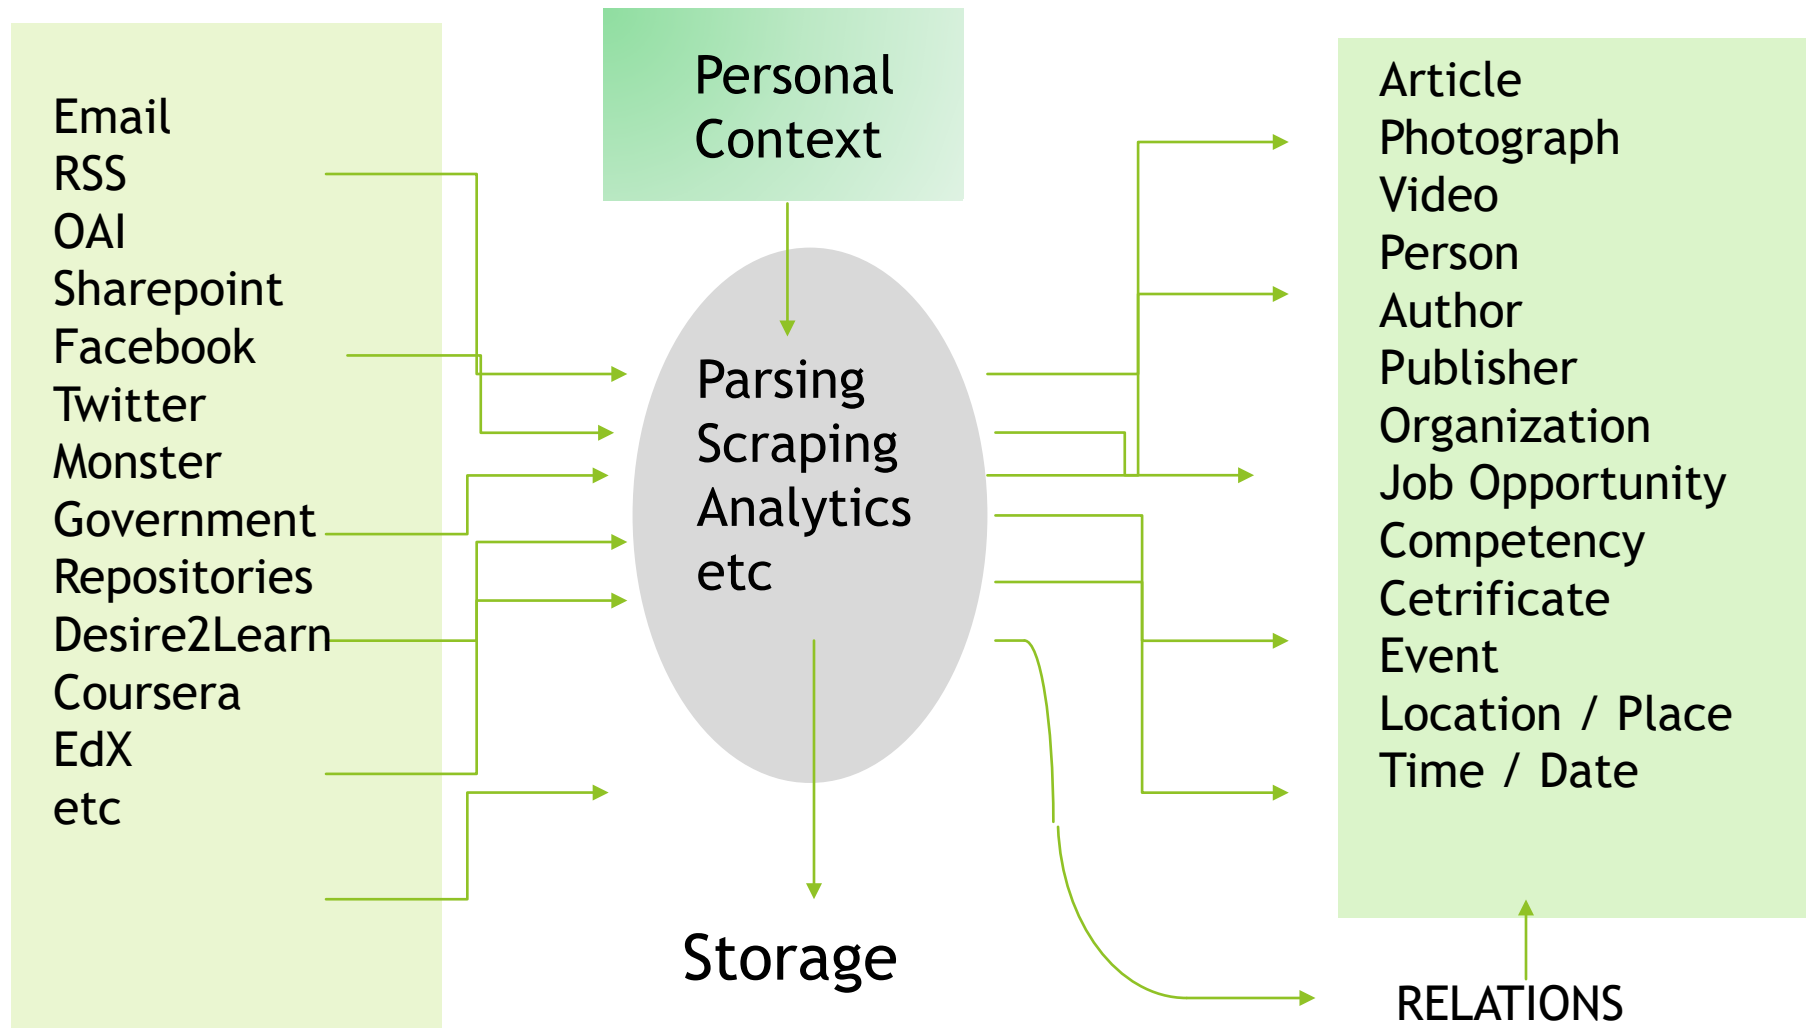 Email
RSS
OAI
Sharepoint
Facebook
Twitter
Monster
Government
Repositories
Desire2Learn
Coursera
EdX
etc
Personal
Context
Parsing
Scraping
Analytics
etc
Storage
Article
Photograph
Video
Person
Author
Publisher
Organization
Job Opportunity
Competency
Cetrificate
Event
Location / Place
Time / Date
RELATIONS